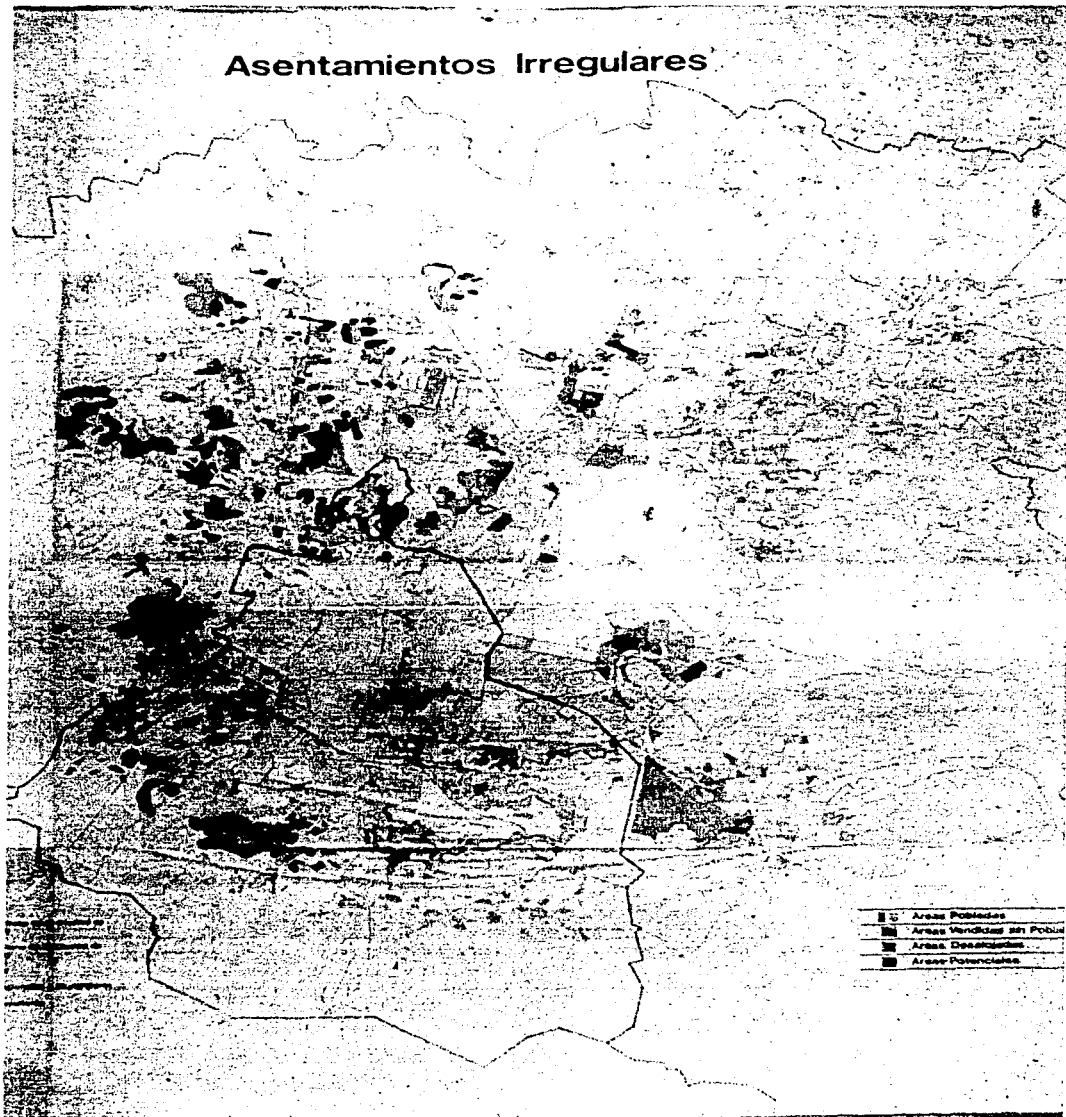 Asentamientos Irregulares
Areas Pobladas
Areas Vendidas sin Pobla
Areas Desalojadas
Areas Potenciales